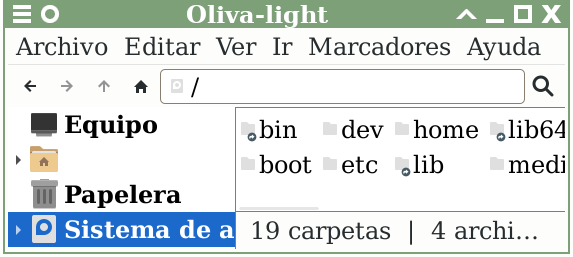 Oliva-light
Archivo Editar Ver Ir Marcadores Ayuda
/
Equipo
Papelera
Sistema de a
bin dev home lib64
boot etc lib medi
19 carpetas | 4 archi...